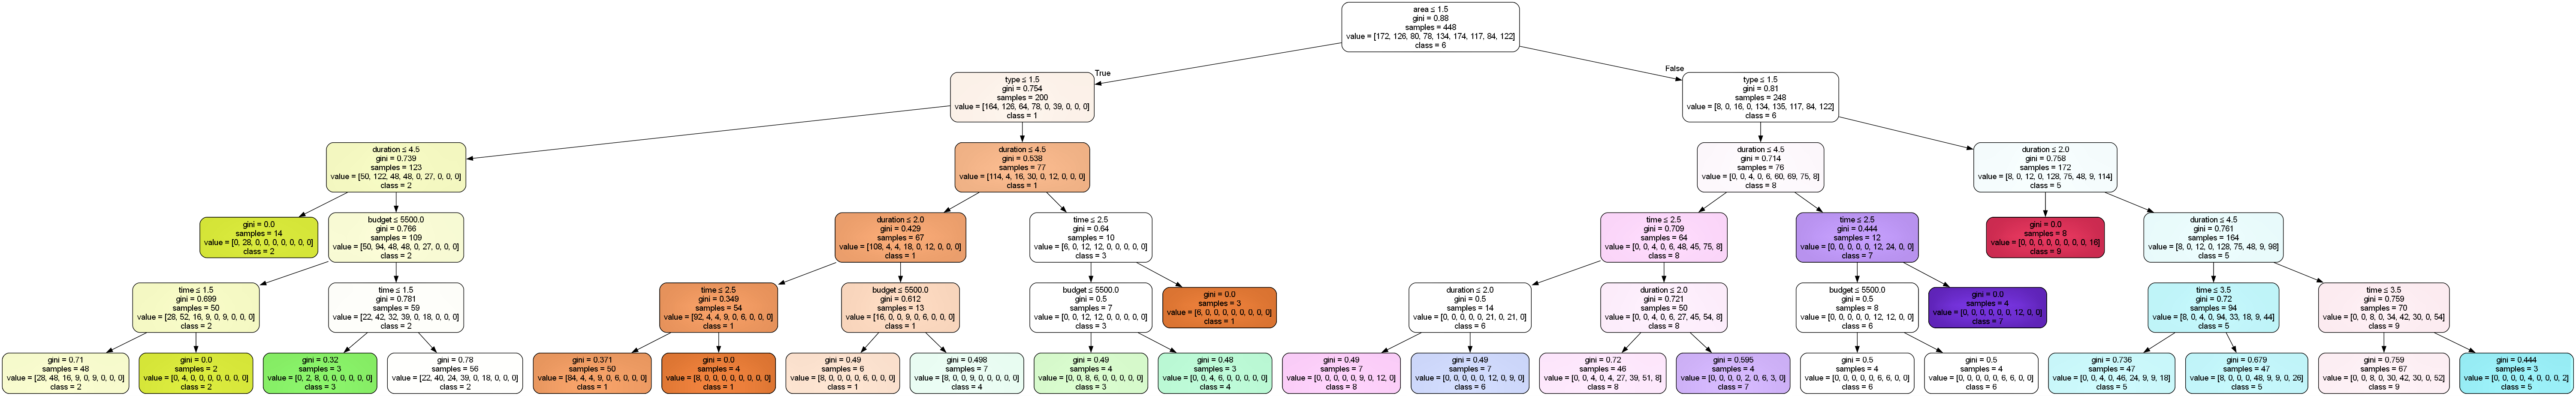 area ≤ 1.5
gini = 0.88
samples = 448
value = [172, 126, 80, 78, 134, 174, 117, 84, 122]
class = 6
True
False
type ≤ 1.5
gini = 0.754
samples = 200
value = [164, 126, 64, 78, 0, 39, 0, 0, 0]
class = 1
type ≤ 1.5
gini = 0.81
samples = 248
value = [8, 0, 16, 0, 134, 135, 117, 84, 122]
class = 6
duration ≤ 4.5
gini = 0.739
samples = 123
value = [50, 122, 48, 48, 0, 27, 0, 0, 0]
class = 2
duration ≤ 4.5
gini = 0.538
samples = 77
value = [114, 4, 16, 30, 0, 12, 0, 0, 0]
class = 1
duration ≤ 4.5
gini = 0.714
samples = 76
value = [0, 0, 4, 0, 6, 60, 69, 75, 8]
class = 8
duration ≤ 2.0
gini = 0.758
samples = 172
value = [8, 0, 12, 0, 128, 75, 48, 9, 114]
class = 5
gini = 0.0
samples = 14
value = [0, 28, 0, 0, 0, 0, 0, 0, 0]
class = 2
budget ≤ 5500.0
gini = 0.766
samples = 109
value = [50, 94, 48, 48, 0, 27, 0, 0, 0]
class = 2
duration ≤ 2.0
gini = 0.429
samples = 67
value = [108, 4, 4, 18, 0, 12, 0, 0, 0]
class = 1
time ≤ 2.5
gini = 0.64
samples = 10
value = [6, 0, 12, 12, 0, 0, 0, 0, 0]
class = 3
time ≤ 2.5
gini = 0.709
samples = 64
value = [0, 0, 4, 0, 6, 48, 45, 75, 8]
class = 8
time ≤ 2.5
gini = 0.444
samples = 12
value = [0, 0, 0, 0, 0, 12, 24, 0, 0]
class = 7
gini = 0.0
samples = 8
value = [0, 0, 0, 0, 0, 0, 0, 0, 16]
class = 9
duration ≤ 4.5
gini = 0.761
samples = 164
value = [8, 0, 12, 0, 128, 75, 48, 9, 98]
class = 5
time ≤ 1.5
gini = 0.699
samples = 50
value = [28, 52, 16, 9, 0, 9, 0, 0, 0]
class = 2
time ≤ 1.5
gini = 0.781
samples = 59
value = [22, 42, 32, 39, 0, 18, 0, 0, 0]
class = 2
time ≤ 2.5
gini = 0.349
samples = 54
value = [92, 4, 4, 9, 0, 6, 0, 0, 0]
class = 1
budget ≤ 5500.0
gini = 0.612
samples = 13
value = [16, 0, 0, 9, 0, 6, 0, 0, 0]
class = 1
budget ≤ 5500.0
gini = 0.5
samples = 7
value = [0, 0, 12, 12, 0, 0, 0, 0, 0]
class = 3
gini = 0.0
samples = 3
value = [6, 0, 0, 0, 0, 0, 0, 0, 0]
class = 1
duration ≤ 2.0
gini = 0.5
samples = 14
value = [0, 0, 0, 0, 0, 21, 0, 21, 0]
class = 6
duration ≤ 2.0
gini = 0.721
samples = 50
value = [0, 0, 4, 0, 6, 27, 45, 54, 8]
class = 8
budget ≤ 5500.0
gini = 0.5
samples = 8
value = [0, 0, 0, 0, 0, 12, 12, 0, 0]
class = 6
gini = 0.0
samples = 4
value = [0, 0, 0, 0, 0, 0, 12, 0, 0]
class = 7
time ≤ 3.5
gini = 0.72
samples = 94
value = [8, 0, 4, 0, 94, 33, 18, 9, 44]
class = 5
time ≤ 3.5
gini = 0.759
samples = 70
value = [0, 0, 8, 0, 34, 42, 30, 0, 54]
class = 9
gini = 0.71
samples = 48
value = [28, 48, 16, 9, 0, 9, 0, 0, 0]
class = 2
gini = 0.0
samples = 2
value = [0, 4, 0, 0, 0, 0, 0, 0, 0]
class = 2
gini = 0.32
samples = 3
value = [0, 2, 8, 0, 0, 0, 0, 0, 0]
class = 3
gini = 0.78
samples = 56
value = [22, 40, 24, 39, 0, 18, 0, 0, 0]
class = 2
gini = 0.371
samples = 50
value = [84, 4, 4, 9, 0, 6, 0, 0, 0]
class = 1
gini = 0.0
samples = 4
value = [8, 0, 0, 0, 0, 0, 0, 0, 0]
class = 1
gini = 0.49
samples = 6
value = [8, 0, 0, 0, 0, 6, 0, 0, 0]
class = 1
gini = 0.498
samples = 7
value = [8, 0, 0, 9, 0, 0, 0, 0, 0]
class = 4
gini = 0.49
samples = 4
value = [0, 0, 8, 6, 0, 0, 0, 0, 0]
class = 3
gini = 0.48
samples = 3
value = [0, 0, 4, 6, 0, 0, 0, 0, 0]
class = 4
gini = 0.49
samples = 7
value = [0, 0, 0, 0, 0, 9, 0, 12, 0]
class = 8
gini = 0.49
samples = 7
value = [0, 0, 0, 0, 0, 12, 0, 9, 0]
class = 6
gini = 0.72
samples = 46
value = [0, 0, 4, 0, 4, 27, 39, 51, 8]
class = 8
gini = 0.595
samples = 4
value = [0, 0, 0, 0, 2, 0, 6, 3, 0]
class = 7
gini = 0.5
samples = 4
value = [0, 0, 0, 0, 0, 6, 6, 0, 0]
class = 6
gini = 0.5
samples = 4
value = [0, 0, 0, 0, 0, 6, 6, 0, 0]
class = 6
gini = 0.736
samples = 47
value = [0, 0, 4, 0, 46, 24, 9, 9, 18]
class = 5
gini = 0.679
samples = 47
value = [8, 0, 0, 0, 48, 9, 9, 0, 26]
class = 5
gini = 0.759
samples = 67
value = [0, 0, 8, 0, 30, 42, 30, 0, 52]
class = 9
gini = 0.444
samples = 3
value = [0, 0, 0, 0, 4, 0, 0, 0, 2]
class = 5